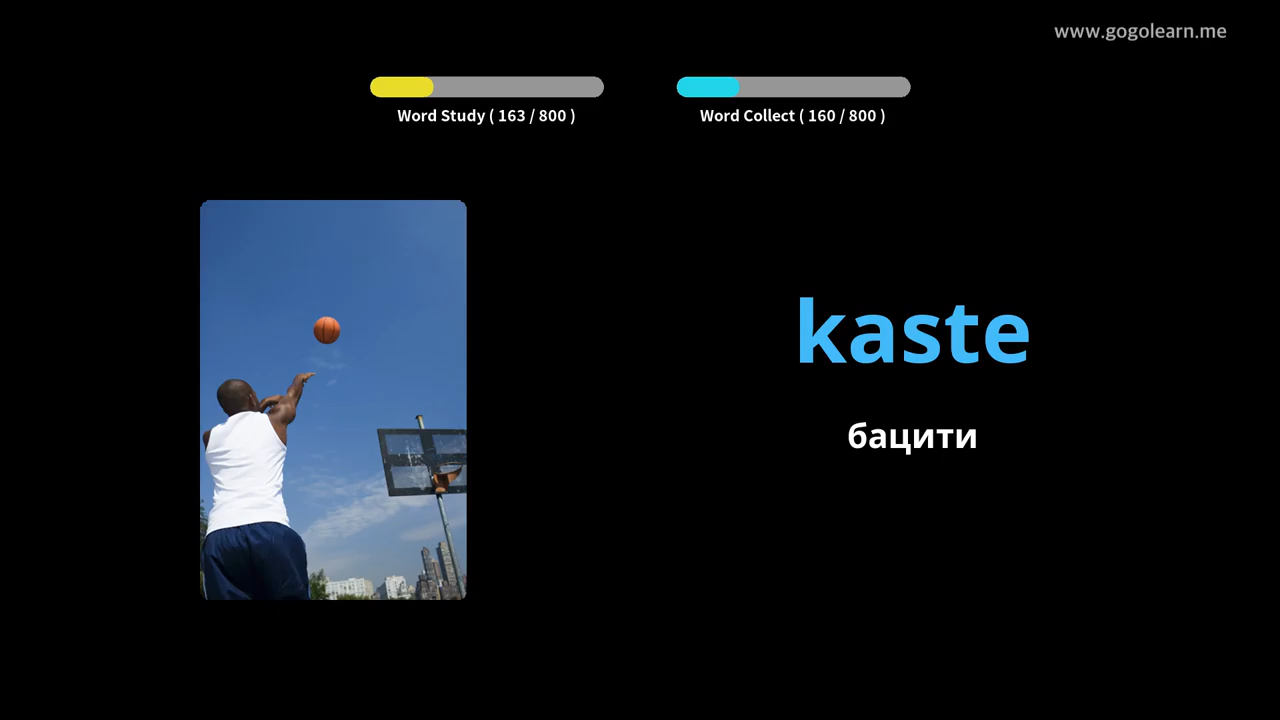 www.gogolearn.me
Word Study ( 163 / 800 )
Word Collect ( 160 / 800 )
kaste
бацити